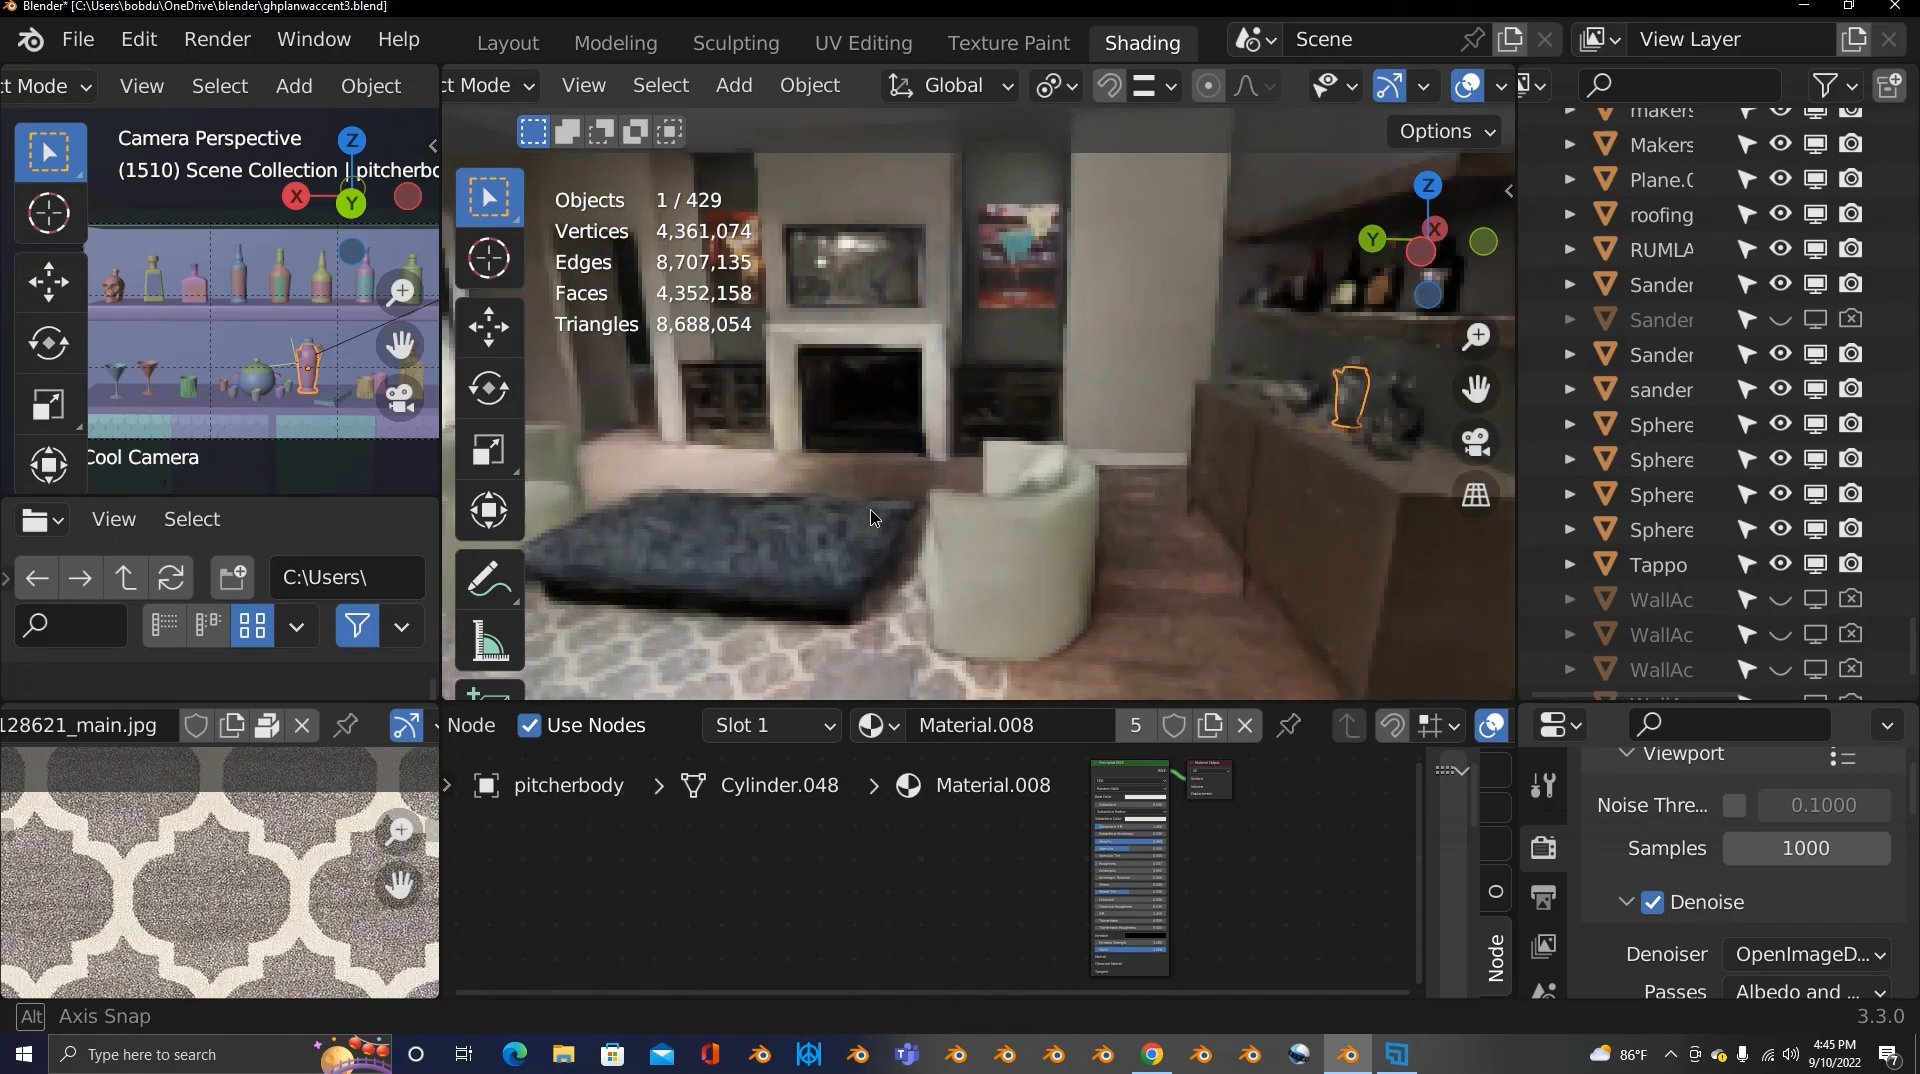 Blender* [C:\Users\bobdu\OneDrive\blender\ghplanwaccent3.blend]
File Edit Render Window Help Layout Modeling Sculpting UV Editing Texture Paint Shading Scene View Layer
ct Mode View Select Add Object
ct Mode View Select Add Object Global
Options
Camera Perspective
(1510) Scene Collection | pitcherbo
Z
X
Y
Cool Camera
Objects 1 / 429
Vertices 4,361,074
Edges 8,707,135
Faces 4,352,158
Triangles 8,688,054
Z
Y X
makers
Makers
Plane.0
roofing
RUMLA
Sander
Sander
Sander
sander
Sphere
Sphere
Sphere
Sphere
Tappo
WallAc
WallAc
WallAc
View Select
C:\Users\
128621_main.jpg
Node Use Nodes Slot 1 Material.008 5
pitcherbody > Cylinder.048 > Material.008
Node
Viewport
Noise Thre... 0.1000
Samples 1000
Denoise
Denoiser OpenImageD...
Passes Albedo and ...
Alt Axis Snap
3.3.0
Type here to search
86°F
4:45 PM
9/10/2022
7